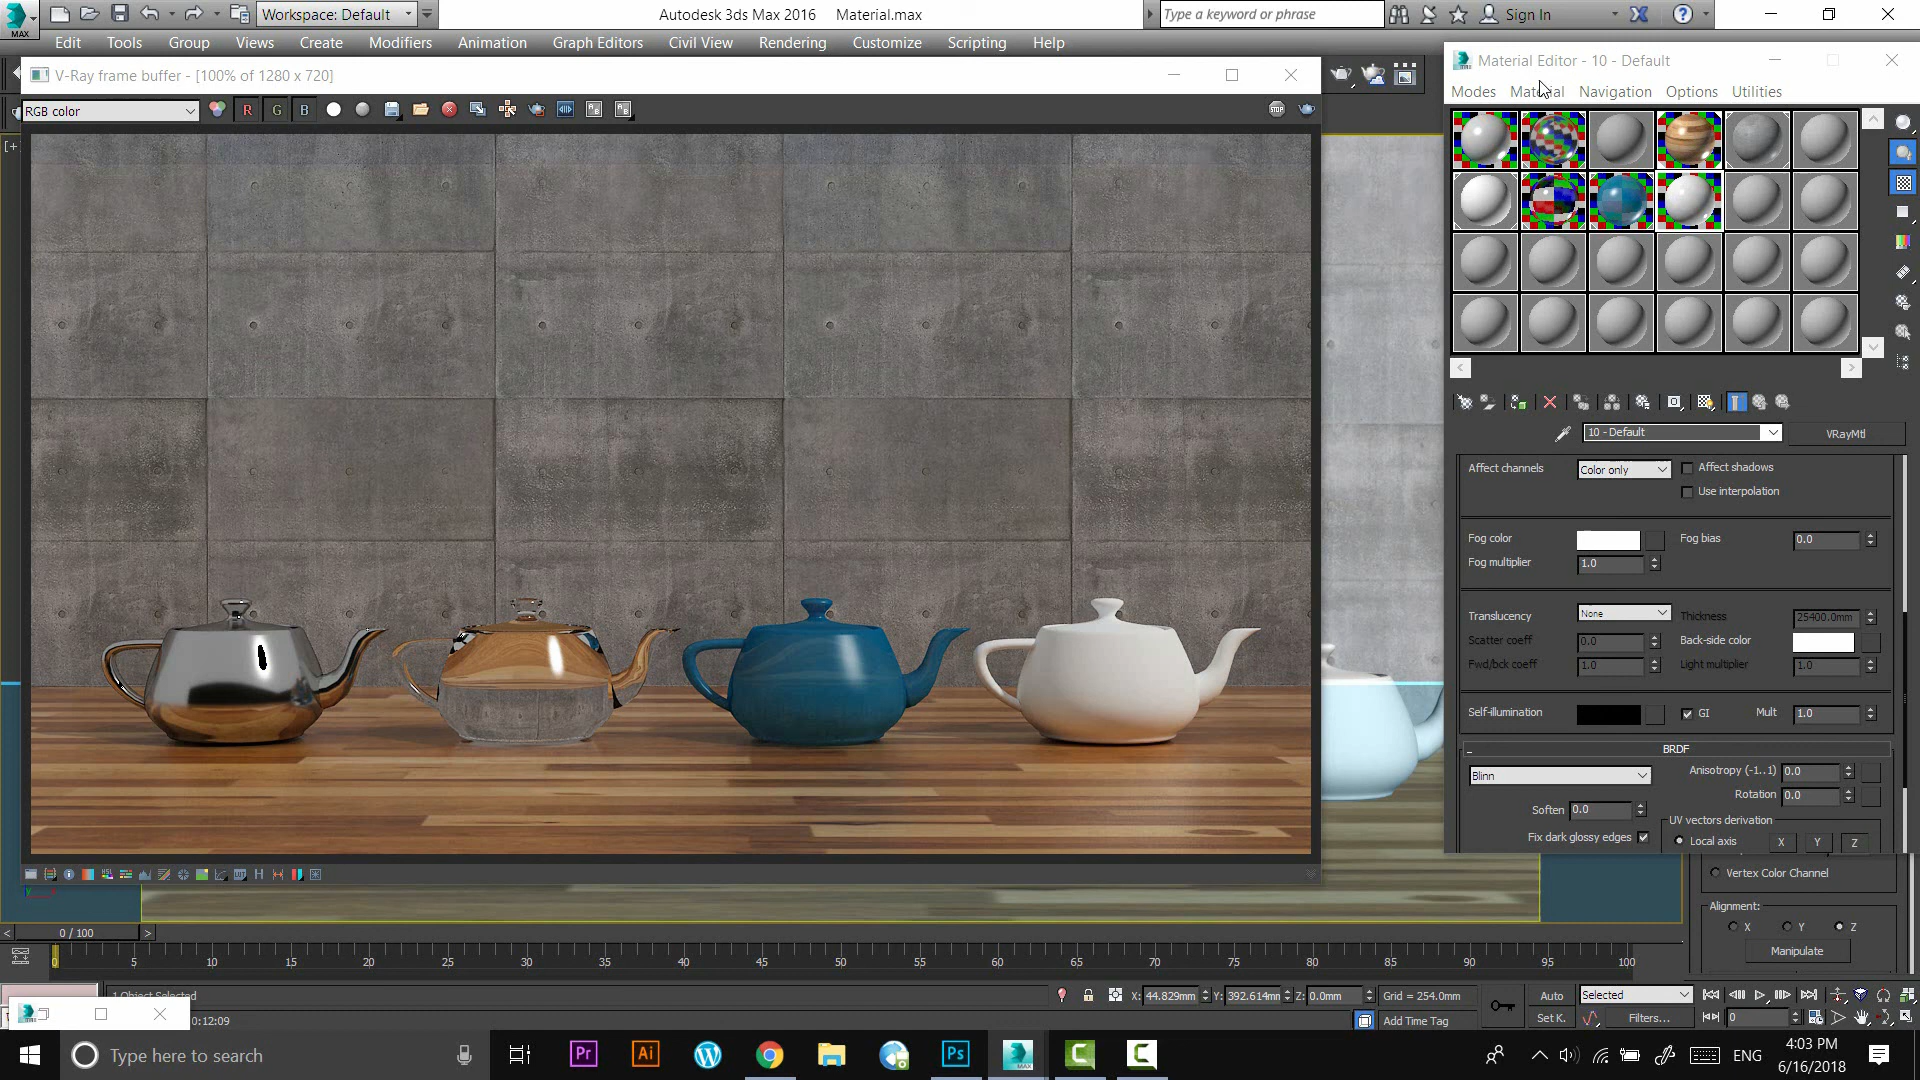 Workspace: Default
Autodesk 3ds Max 2016 Material.max
Type a keyword or phrase
Sign In
MAX
Edit Tools Group Views Create Modifiers Animation Graph Editors Civil View Rendering Customize Scripting Help
V-Ray frame buffer - [100% of 1280 x 720]
RGB color
R G B
STOP
[+]
Material Editor - 10 - Default
Modes Material Navigation Options Utilities
10 - Default
VRayMtl
Affect channels Color only Affect shadows
Use interpolation
Fog color Fog bias 0.0
Fog multiplier 1.0
Translucency None Thickness 25400.0mm
Scatter coeff 0.0 Back-side color
Fwd/bck coeff 1.0 Light multiplier 1.0
Self-illumination GI Mult 1.0
BRDF
Blinn Anisotropy (-1..1) 0.0
Rotation 0.0
Soften 0.0
UV vectors derivation
Fix dark glossy edges
Local axis X Y Z
Vertex Color Channel
Alignment:
X Y Z
Manipulate
0 / 100
0 5 10 15 20 25 30 35 40 45 50 55 60 65 70 75 80 85 90 95 100
1 Object Selected
X: 44.829mm Y: 392.614mm Z: 0.0mm Grid = 254.0mm
Auto Selected
0:12:09
Add Time Tag
Set K. Filters... 0
Type here to search
Pr Ai Ps
ENG
4:03 PM
6/16/2018